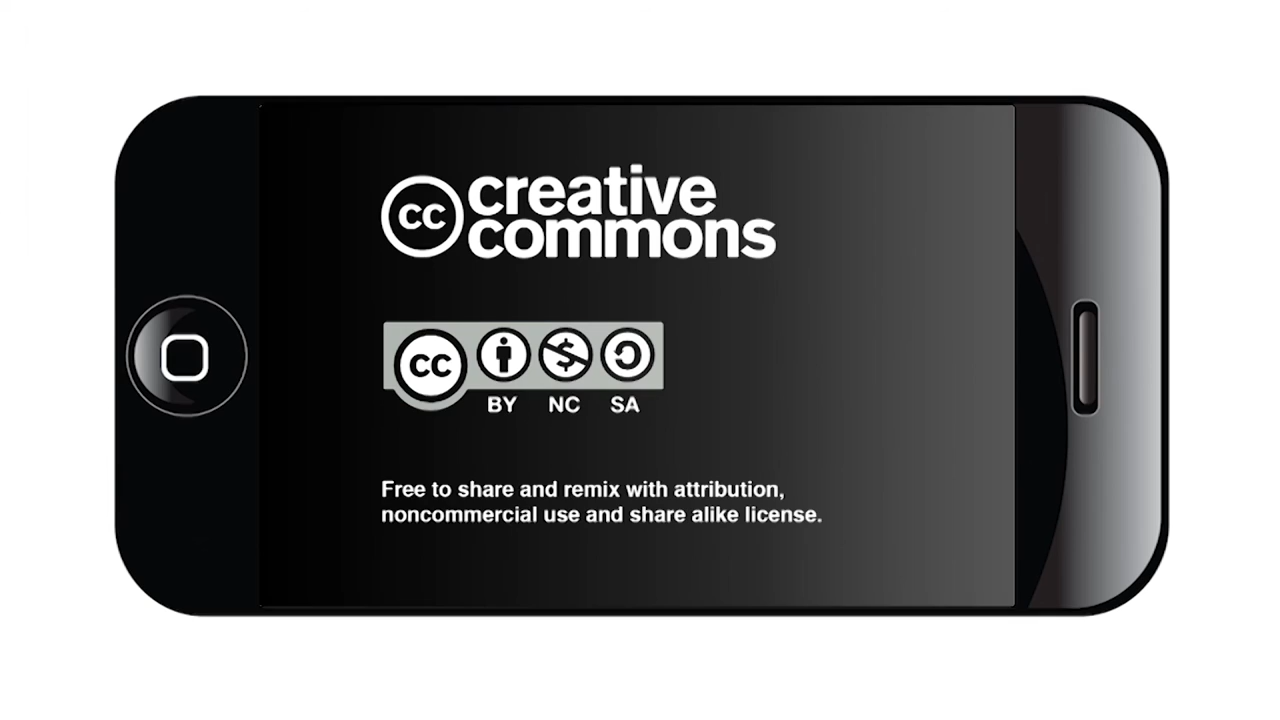 cc creative
commons
cc
BY NC SA
Free to share and remix with attribution,
noncommercial use and share alike license.